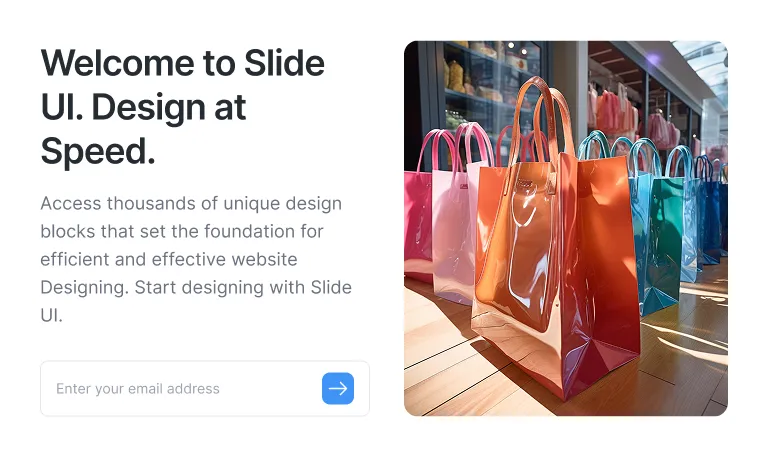 Welcome to Slide
UI. Design at
Speed.
Access thousands of unique design
blocks that set the foundation for
efficient and effective website
Designing. Start designing with Slide
UI.
Enter your email address